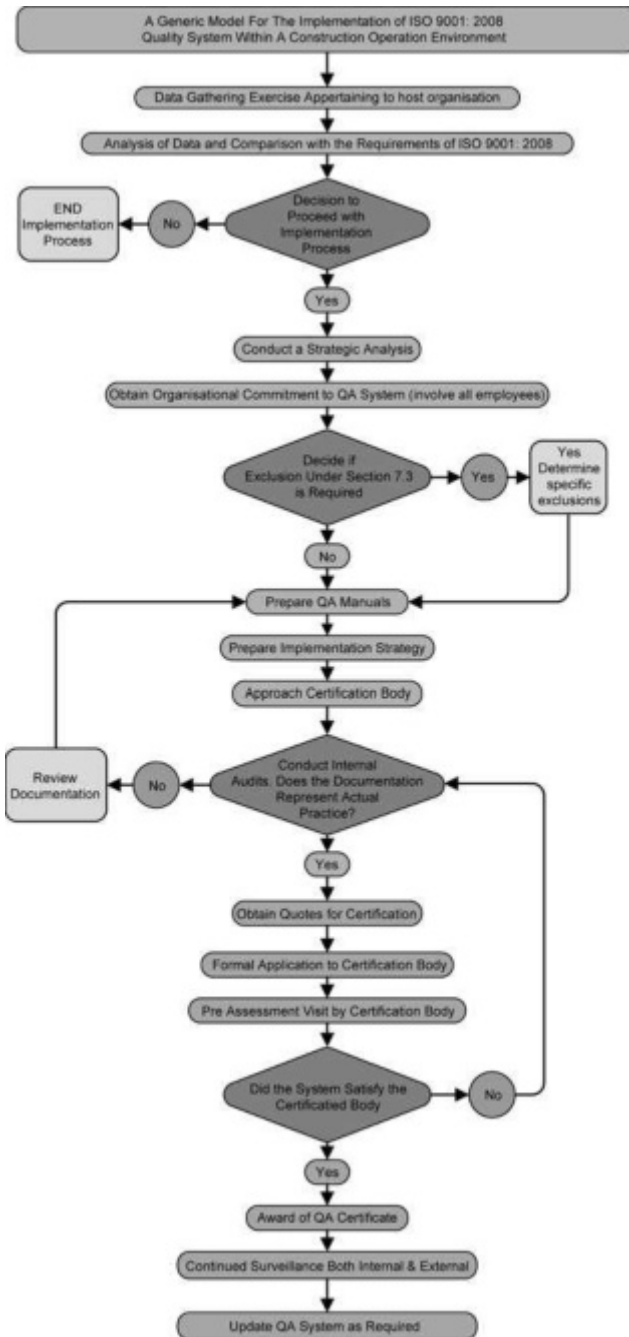 A Generic Model For The Implementation of ISO 9001: 2008
Quality System Within A Construction Operation Environment
Data Gathering Exercise Appertaining to host organisation
Analysis of Data and Comparison with the Requirements of ISO 9001: 2008
Decision to
Proceed with
Implementation
Process
No
END
Implementation
Process
Yes
Conduct a Strategic Analysis
Obtain Organisational Commitment to QA System (involve all employees)
Decide if
Exclusion Under Section 7.3
is Required
Yes
Yes
Determine
specific
exclusions
No
Prepare QA Manuals
Prepare Implementation Strategy
Approach Certification Body
Conduct Internal
Audits. Does the Documentation
Represent Actual
Practice?
No
Review
Documentation
Yes
Obtain Quotes for Certification
Formal Application to Certification Body
Pre Assessment Visit by Certification Body
Did the System Satisfy the
Certificatied Body
No
Yes
Award of QA Certificate
Continued Surveillance Both Internal & External
Update QA System as Required